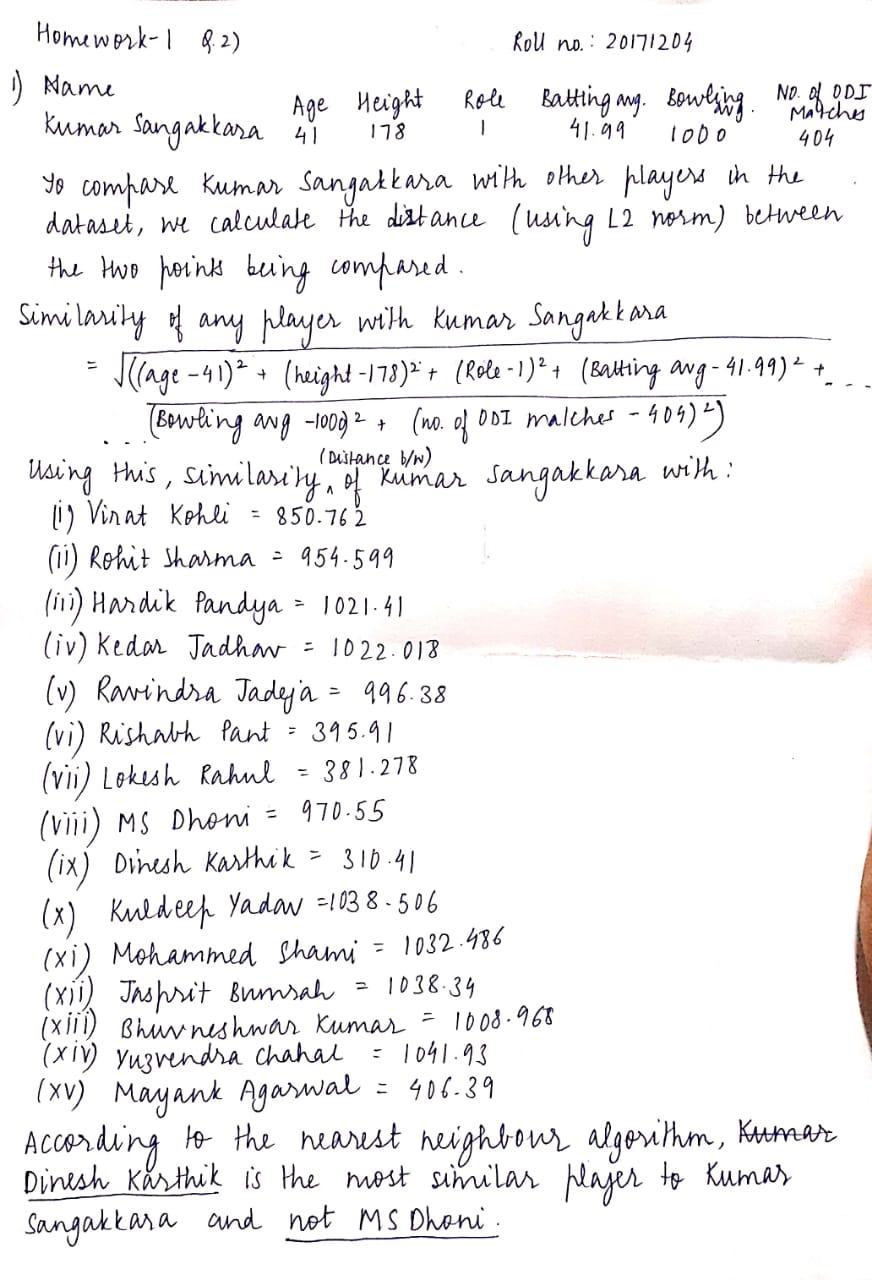 Homework-1 Q.2) Roll no.: 20171204
1) Name Age Height Role Batting avg. Bowling avg. No. of ODI Matches
Kumar Sangakkara 41 178 1 41.99 1000 404
To compare Kumar Sangakkara with other players in the
dataset, we calculate the distance (using L2 norm) between
the two points being compared.
Similarity of any player with Kumar Sangakkara
= √((age - 41)² + (height - 178)² + (Role - 1)² + (Batting avg - 41.99)² + ...
... (Bowling avg - 1000)² + (no. of ODI matches - 404)²)
Using this, similarity (Distance b/w) of Kumar Sangakkara with:
(i) Virat Kohli = 850.762
(ii) Rohit Sharma = 954.599
(iii) Hardik Pandya = 1021.41
(iv) Kedar Jadhav = 1022.018
(v) Ravindra Jadeja = 996.38
(vi) Rishabh Pant = 395.91
(vii) Lokesh Rahul = 381.278
(viii) MS Dhoni = 970.55
(ix) Dinesh Karthik = 310.41
(x) Kuldeep Yadav = 1038.506
(xi) Mohammed Shami = 1032.486
(xii) Jasprit Bumrah = 1038.34
(xiii) Bhuvneshwar Kumar = 1008.968
(xiv) Yuzvendra Chahal = 1041.93
(xv) Mayank Agarwal = 406.39
According to the nearest neighbour algorithm, Kumar
Dinesh Karthik is the most similar player to Kumar
Sangakkara and not MS Dhoni.